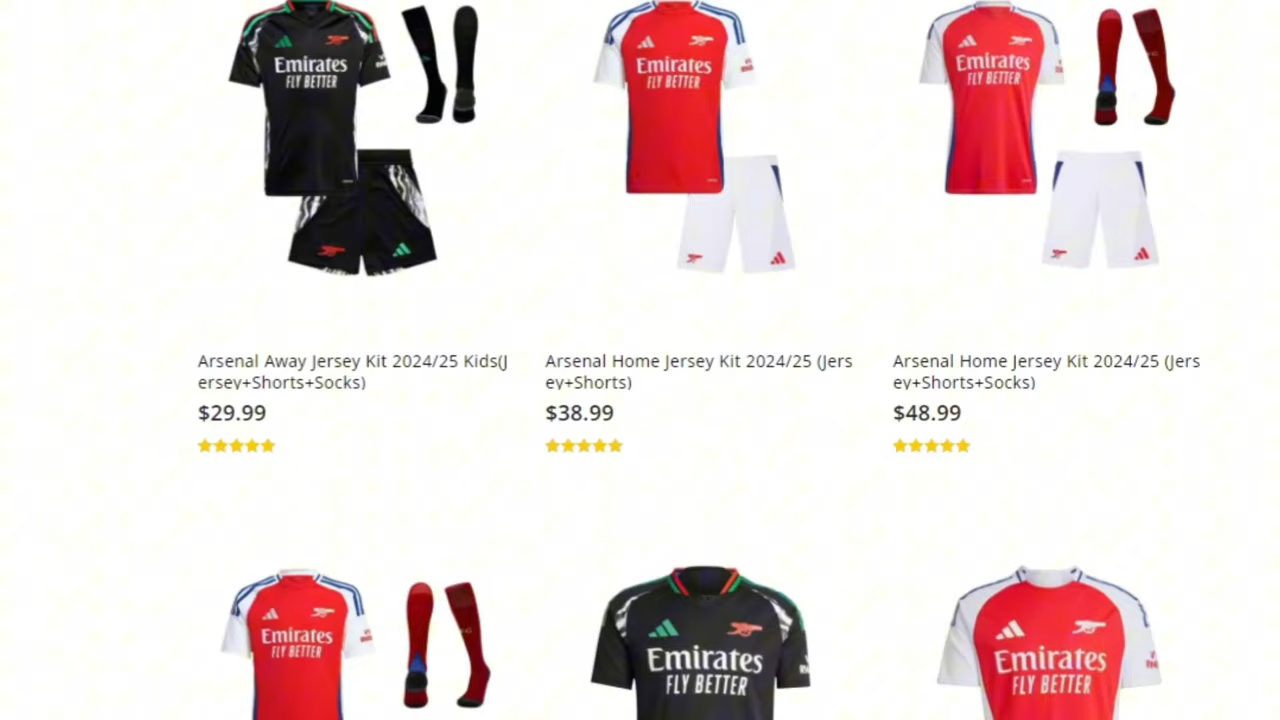 Emirates
FLY BETTER
Emirates
FLY BETTER
Emirates
FLY BETTER
Arsenal Away Jersey Kit 2024/25 Kids(J
ersey+Shorts+Socks)
$29.99
Arsenal Home Jersey Kit 2024/25 (Jers
ey+Shorts)
$38.99
Arsenal Home Jersey Kit 2024/25 (Jers
ey+Shorts+Socks)
$48.99
Emirates
FLY BETTER
Emirates
FLY BETTER
Emirates
FLY BETTER